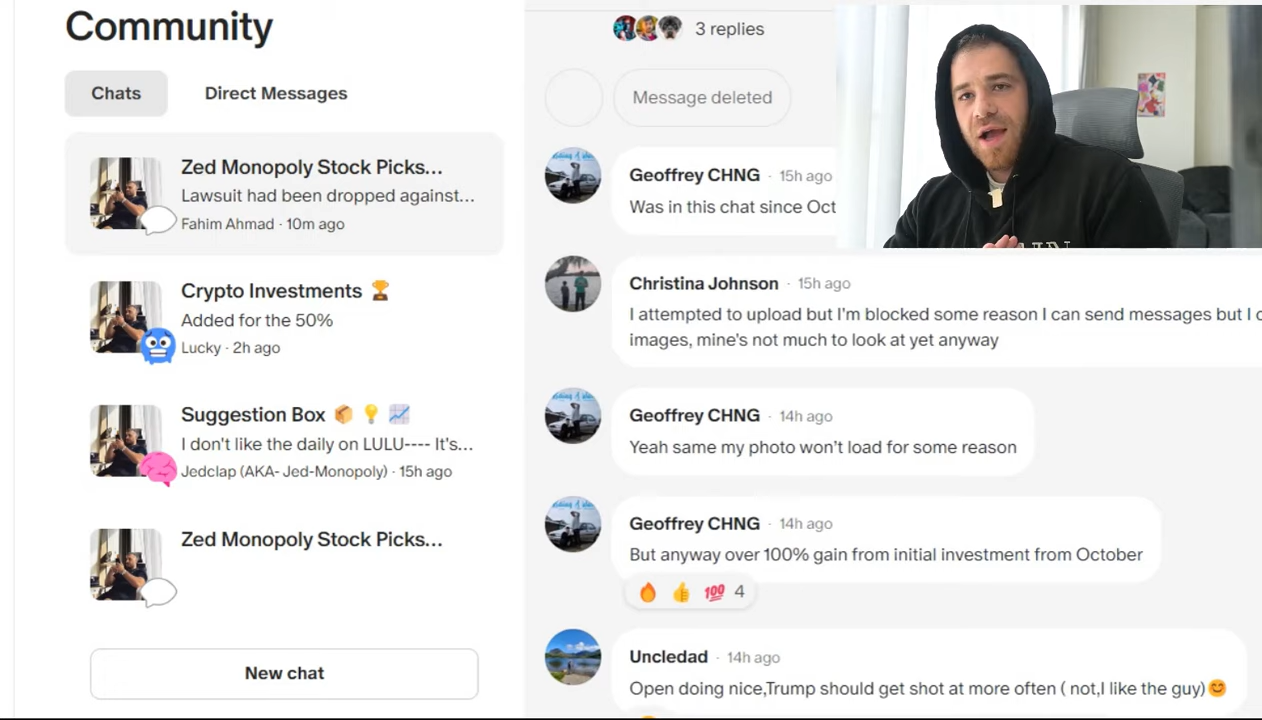 Community
Chats
Direct Messages
Zed Monopoly Stock Picks...
Lawsuit had been dropped against...
Fahim Ahmad · 10m ago
Crypto Investments 🏆
Added for the 50%
Lucky · 2h ago
Suggestion Box 📦 💡 📈
I don't like the daily on LULU---- It's...
Jedclap (AKA- Jed-Monopoly) · 15h ago
Zed Monopoly Stock Picks...
New chat
3 replies
Message deleted
Geoffrey CHNG · 15h ago
Was in this chat since Oct
Christina Johnson · 15h ago
I attempted to upload but I'm blocked some reason I can send messages but I
images, mine's not much to look at yet anyway
Geoffrey CHNG · 14h ago
Yeah same my photo won't load for some reason
Geoffrey CHNG · 14h ago
But anyway over 100% gain from initial investment from October
🔥 👍 💯 4
Uncledad · 14h ago
Open doing nice,Trump should get shot at more often ( not,I like the guy)😊